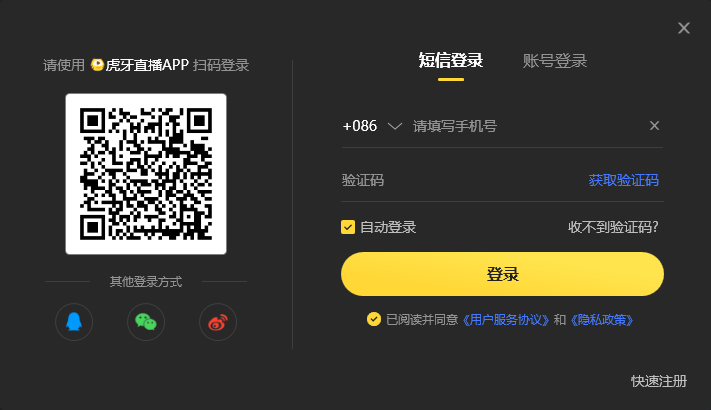 请使用 虎牙直播APP 扫码登录
其他登录方式
短信登录 账号登录
+086 请填写手机号
验证码 获取验证码
自动登录 收不到验证码?
登录
已阅读并同意《用户服务协议》和《隐私政策》
快速注册